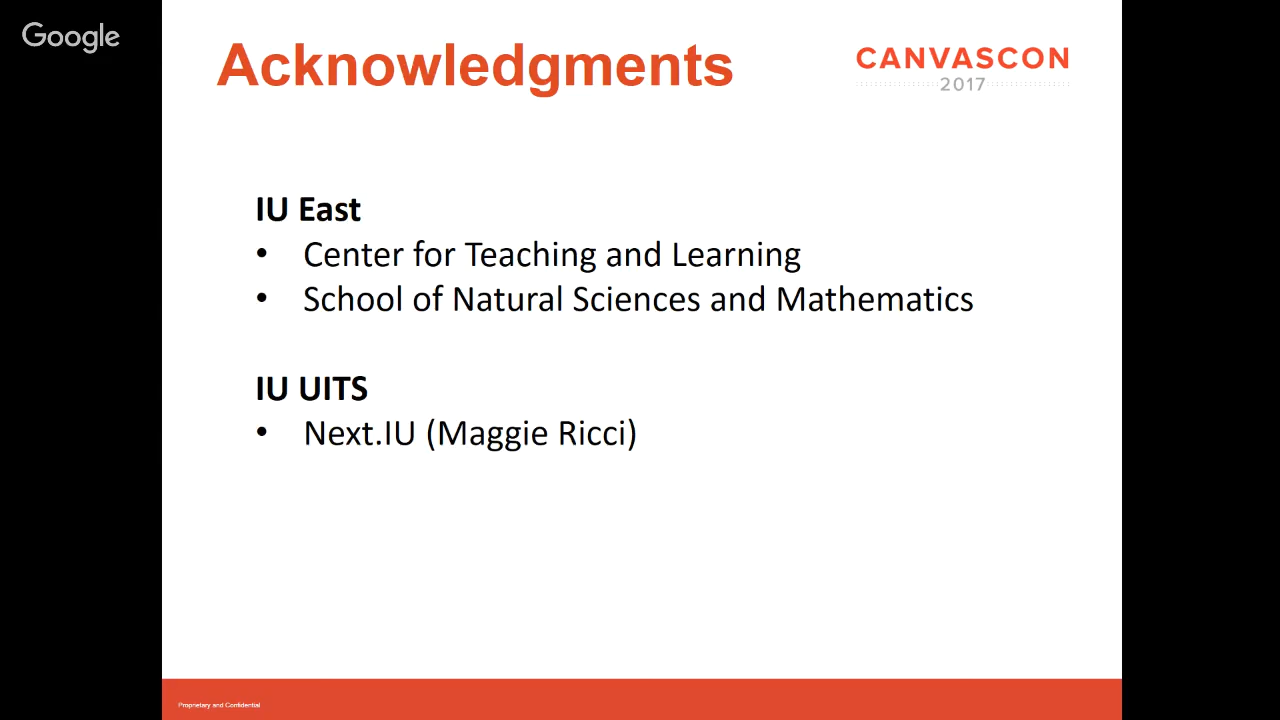 Google
Acknowledgments
CANVASCON
2017
IU East
• Center for Teaching and Learning
• School of Natural Sciences and Mathematics
IU UITS
• Next.IU (Maggie Ricci)
Proprietary and Confidential